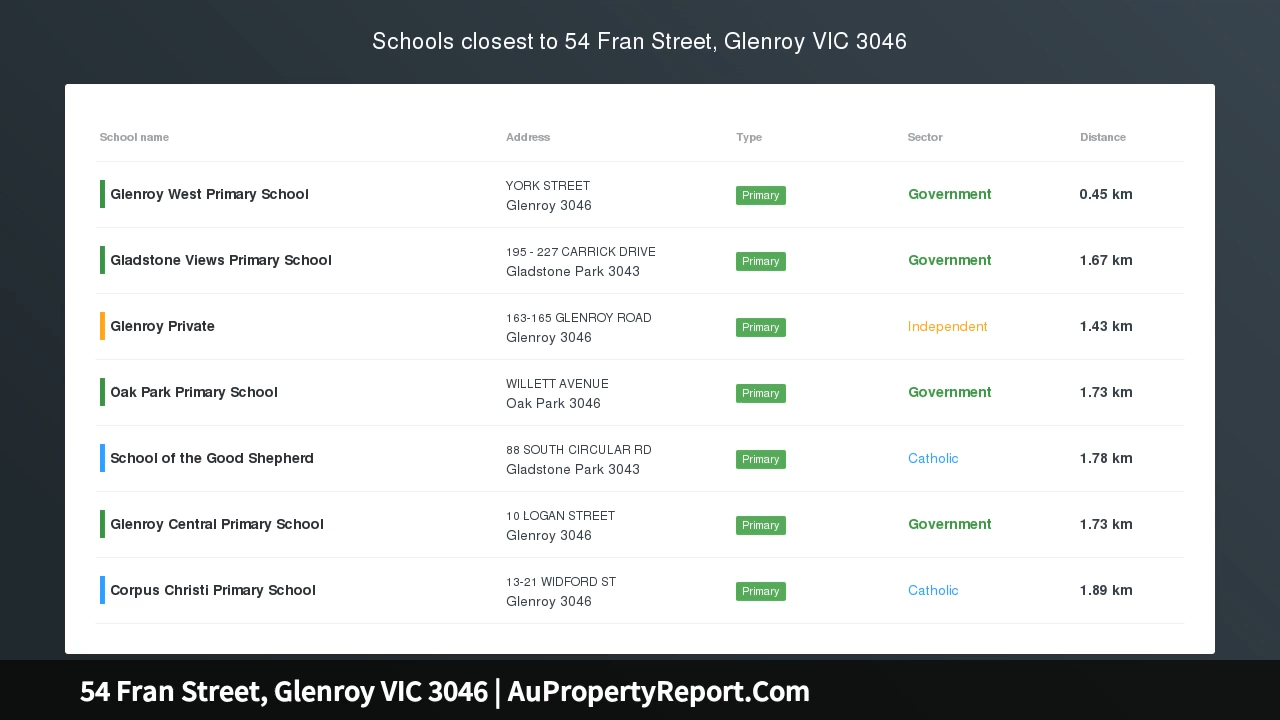 Schools closest to 54 Fran Street, Glenroy VIC 3046
School name Address Type Sector Distance
Glenroy West Primary School YORK STREET Glenroy 3046 Primary Government 0.45 km
Gladstone Views Primary School 195 - 227 CARRICK DRIVE Gladstone Park 3043 Primary Government 1.67 km
Glenroy Private 163-165 GLENROY ROAD Glenroy 3046 Primary Independent 1.43 km
Oak Park Primary School WILLETT AVENUE Oak Park 3046 Primary Government 1.73 km
School of the Good Shepherd 88 SOUTH CIRCULAR RD Gladstone Park 3043 Primary Catholic 1.78 km
Glenroy Central Primary School 10 LOGAN STREET Glenroy 3046 Primary Government 1.73 km
Corpus Christi Primary School 13-21 WIDFORD ST Glenroy 3046 Primary Catholic 1.89 km
54 Fran Street, Glenroy VIC 3046 | AuPropertyReport.Com